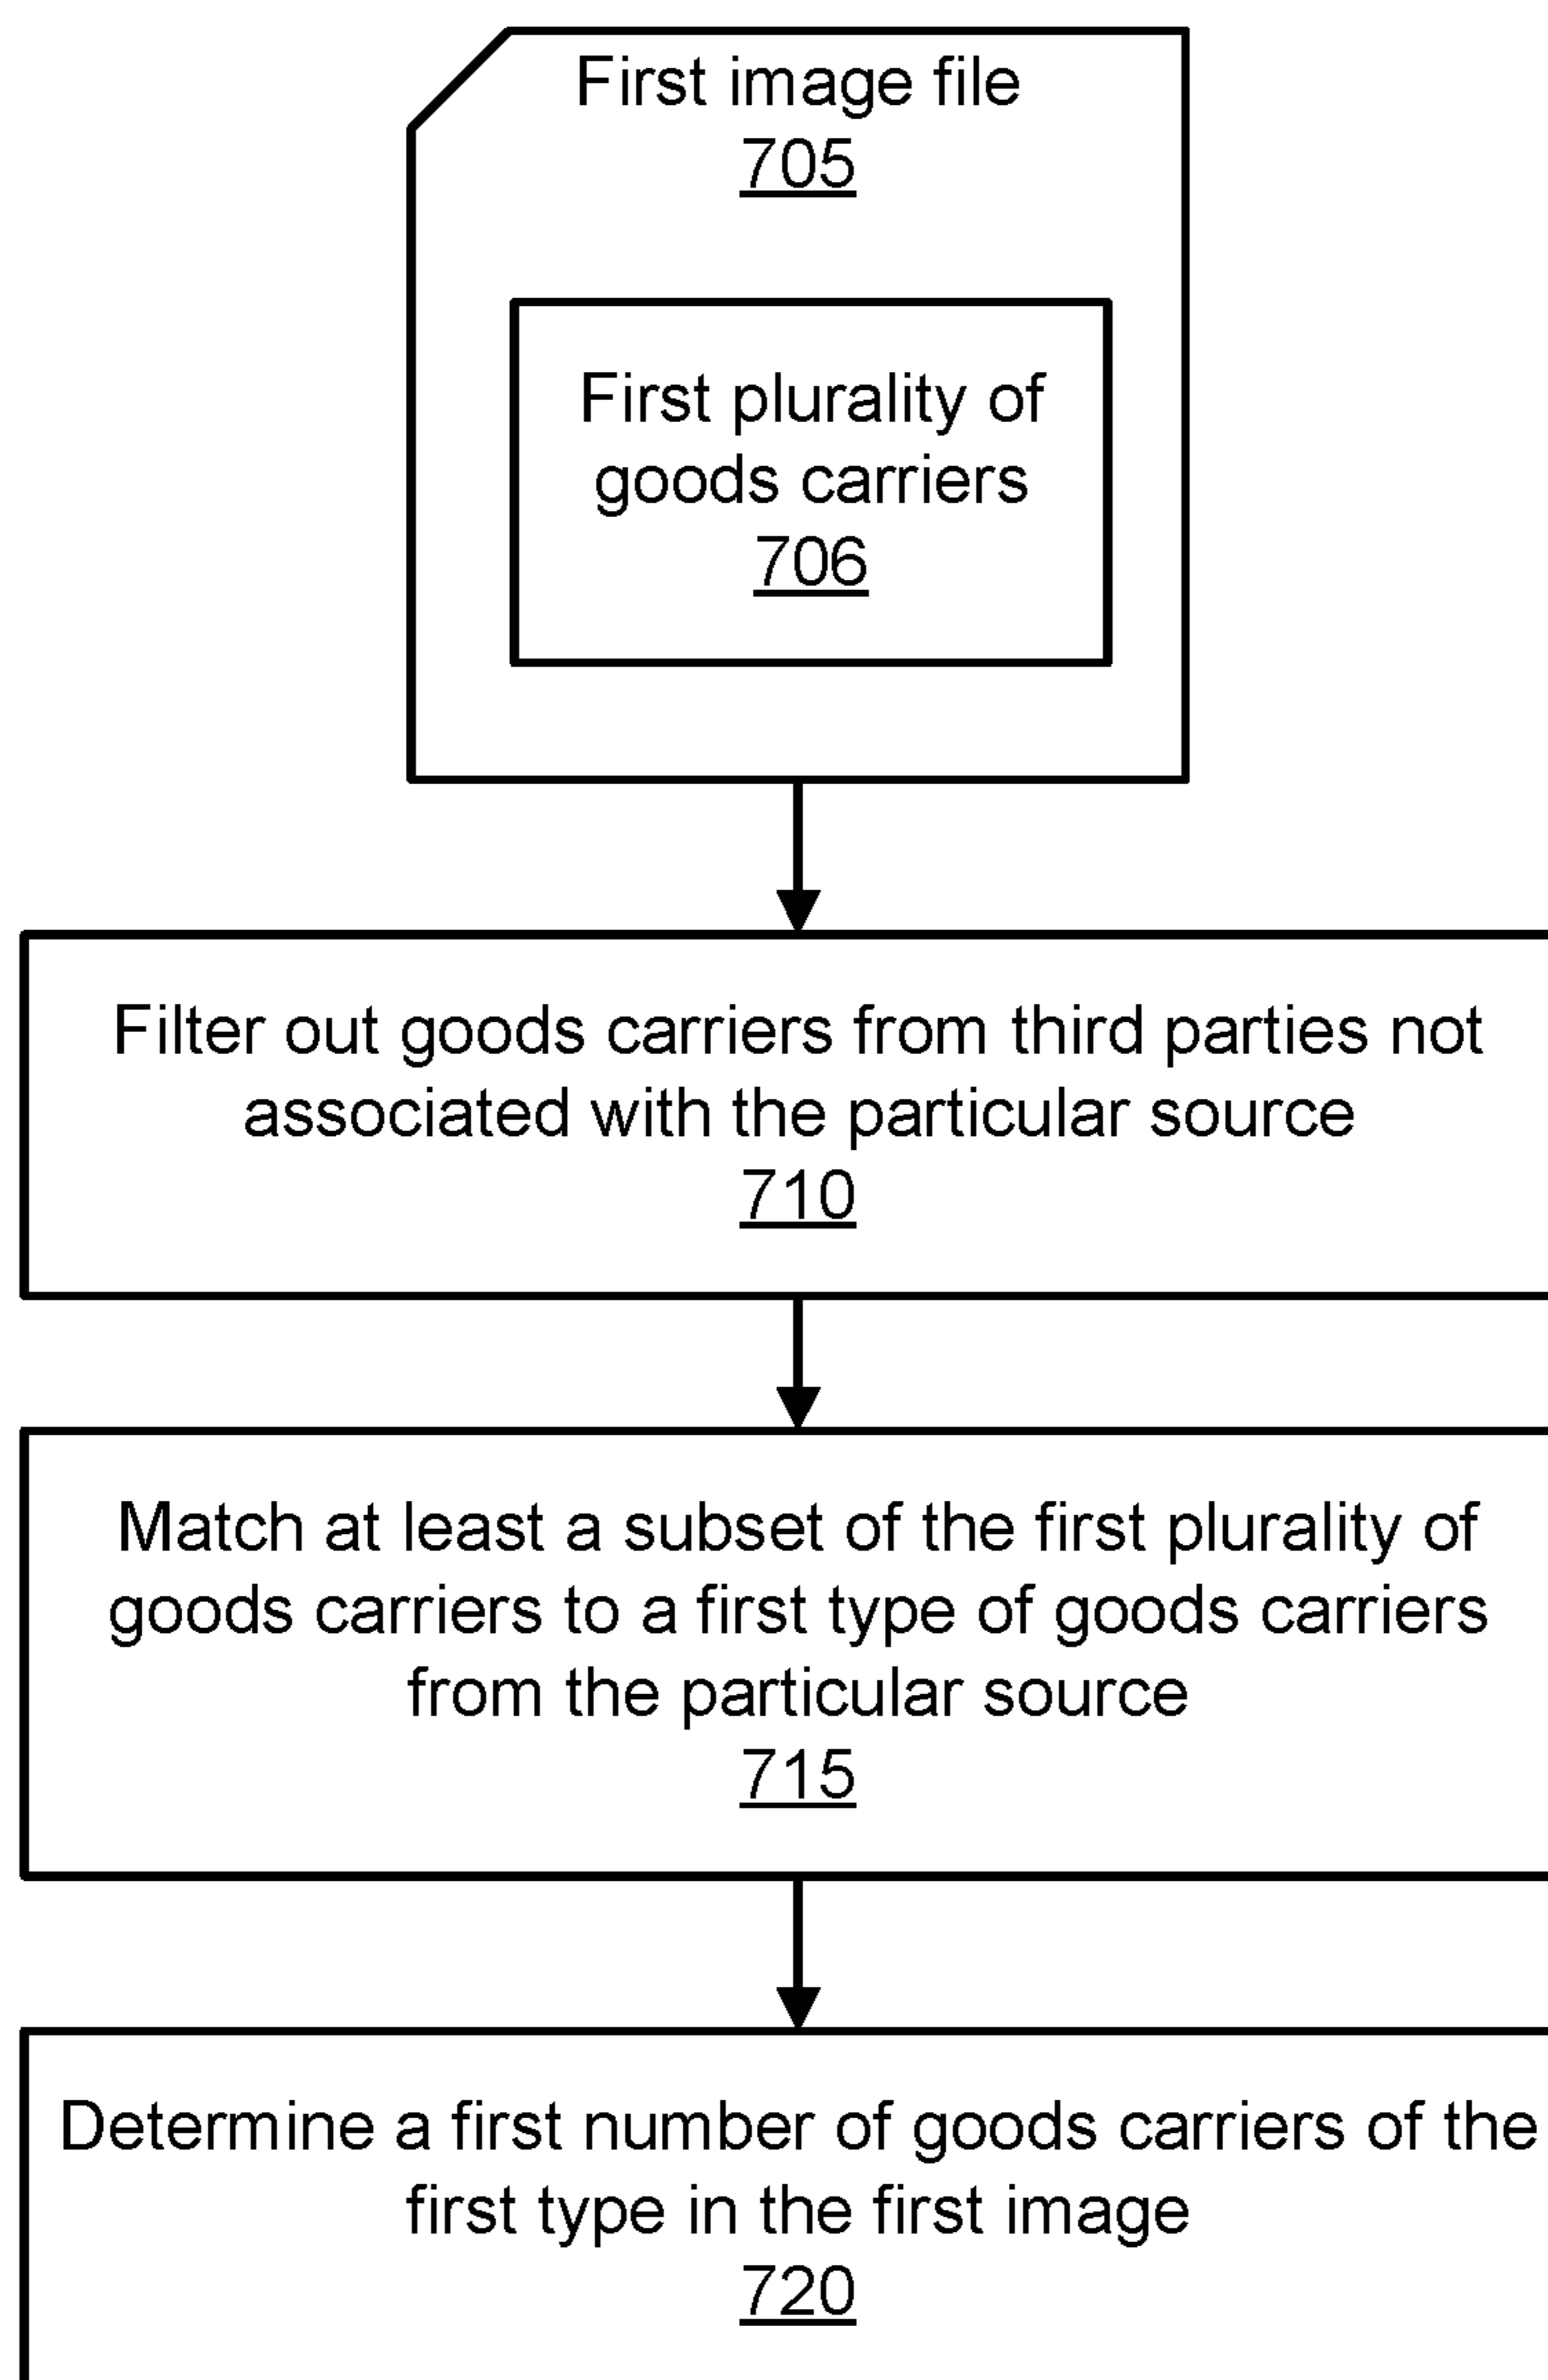 First image file
705
First plurality of
goods carriers
706
Filter out goods carriers from third parties not
associated with the particular source
710
Match at least a subset of the first plurality of
goods carriers to a first type of goods carriers
from the particular source
715
Determine a first number of goods carriers of the
first type in the first image
720